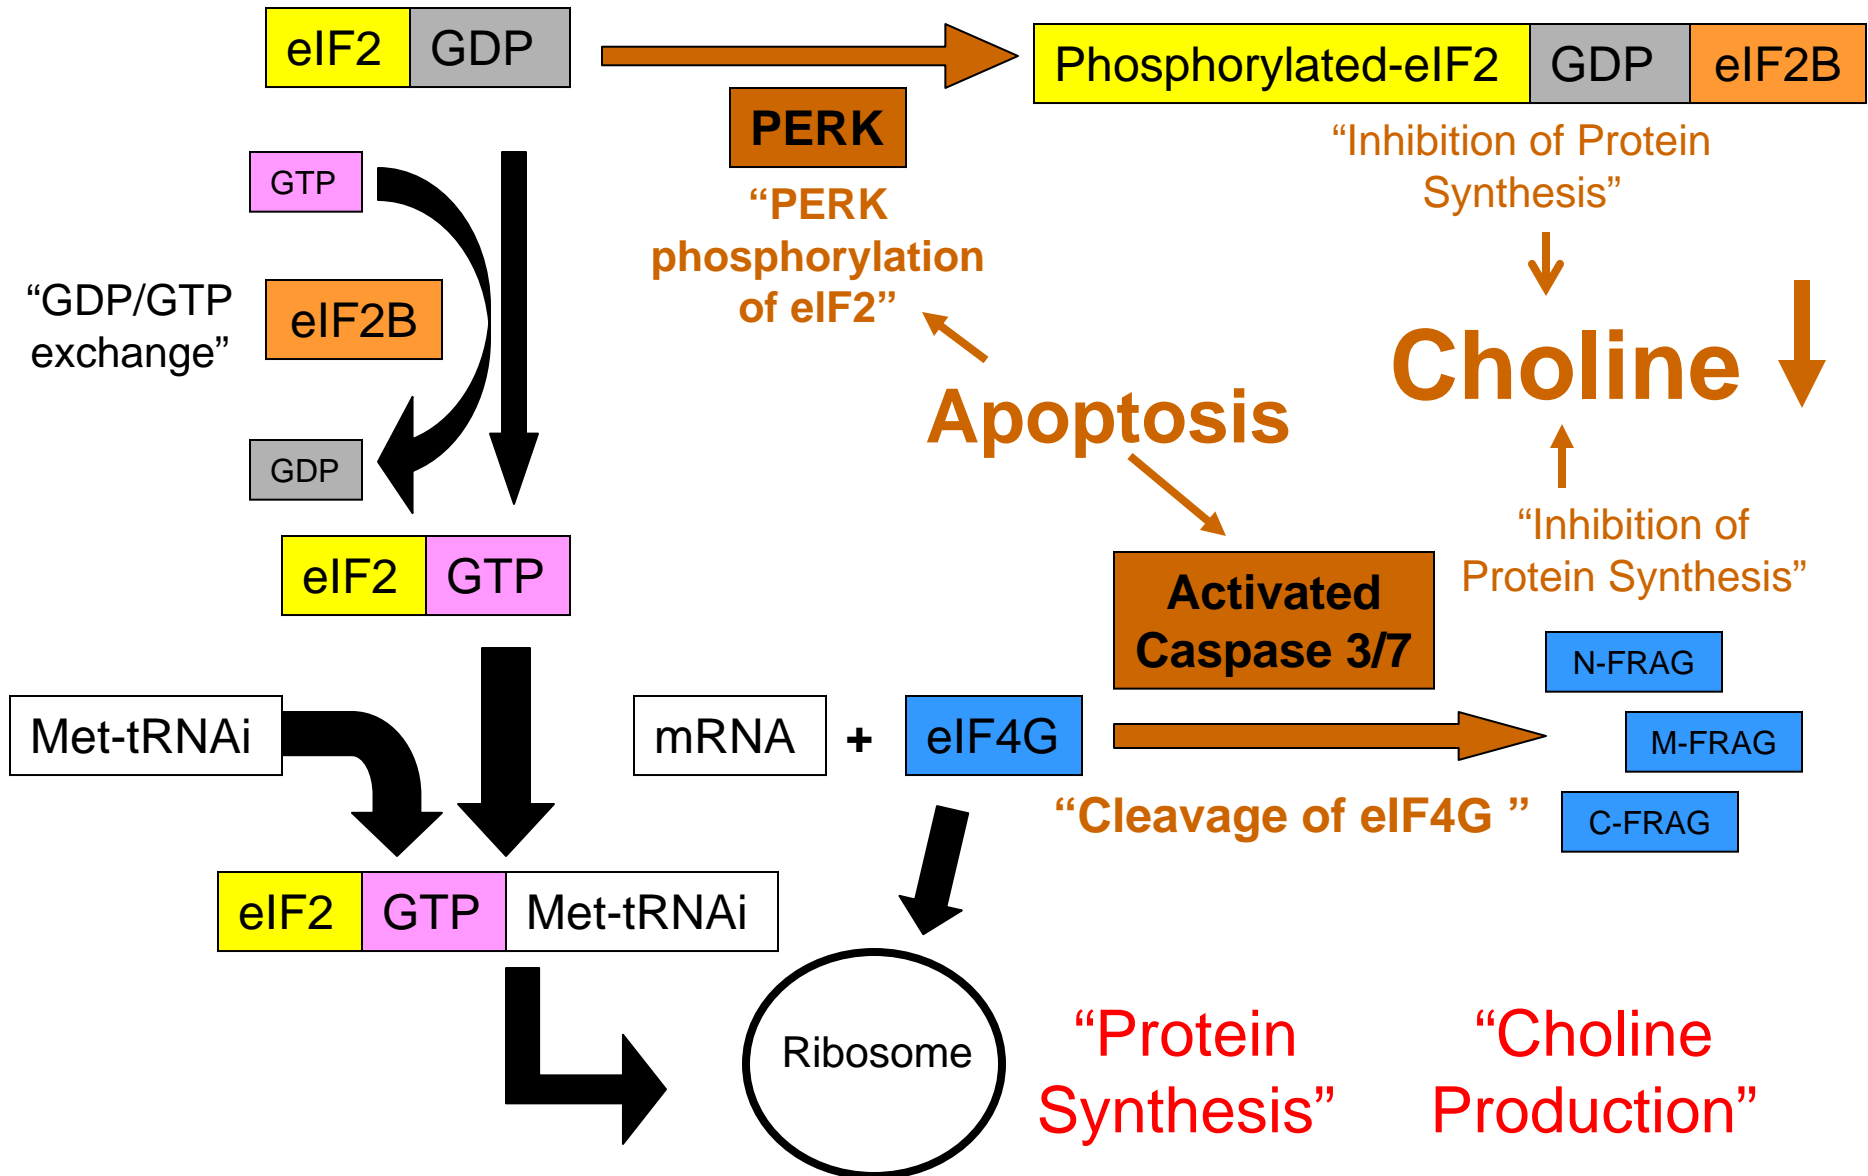 eIF2 GDP
Phosphorylated-eIF2 GDP eIF2B
PERK
“Inhibition of Protein
Synthesis”
GTP
“PERK
phosphorylation
of eIF2”
“GDP/GTP
exchange”
eIF2B
Choline
Apoptosis
GDP
“Inhibition of
Protein Synthesis”
eIF2 GTP
Activated
Caspase 3/7
N-FRAG
Met-tRNAi
mRNA + eIF4G
M-FRAG
“Cleavage of eIF4G ”
C-FRAG
eIF2 GTP Met-tRNAi
Ribosome
“Protein
Synthesis”
“Choline
Production”